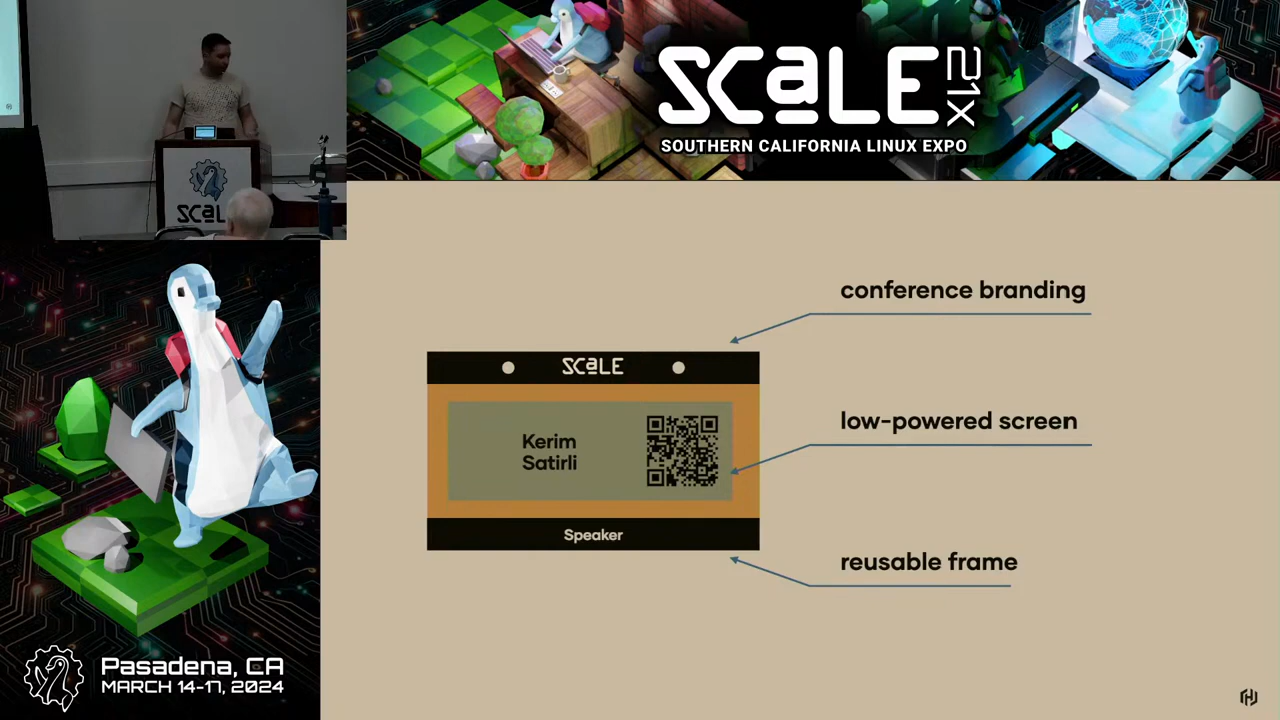 SCaLE
SCaLE 21X
SOUTHERN CALIFORNIA LINUX EXPO
conference branding
SCaLE
low-powered screen
Kerim
Satirli
Speaker
reusable frame
Pasadena, CA
MARCH 14-17, 2024